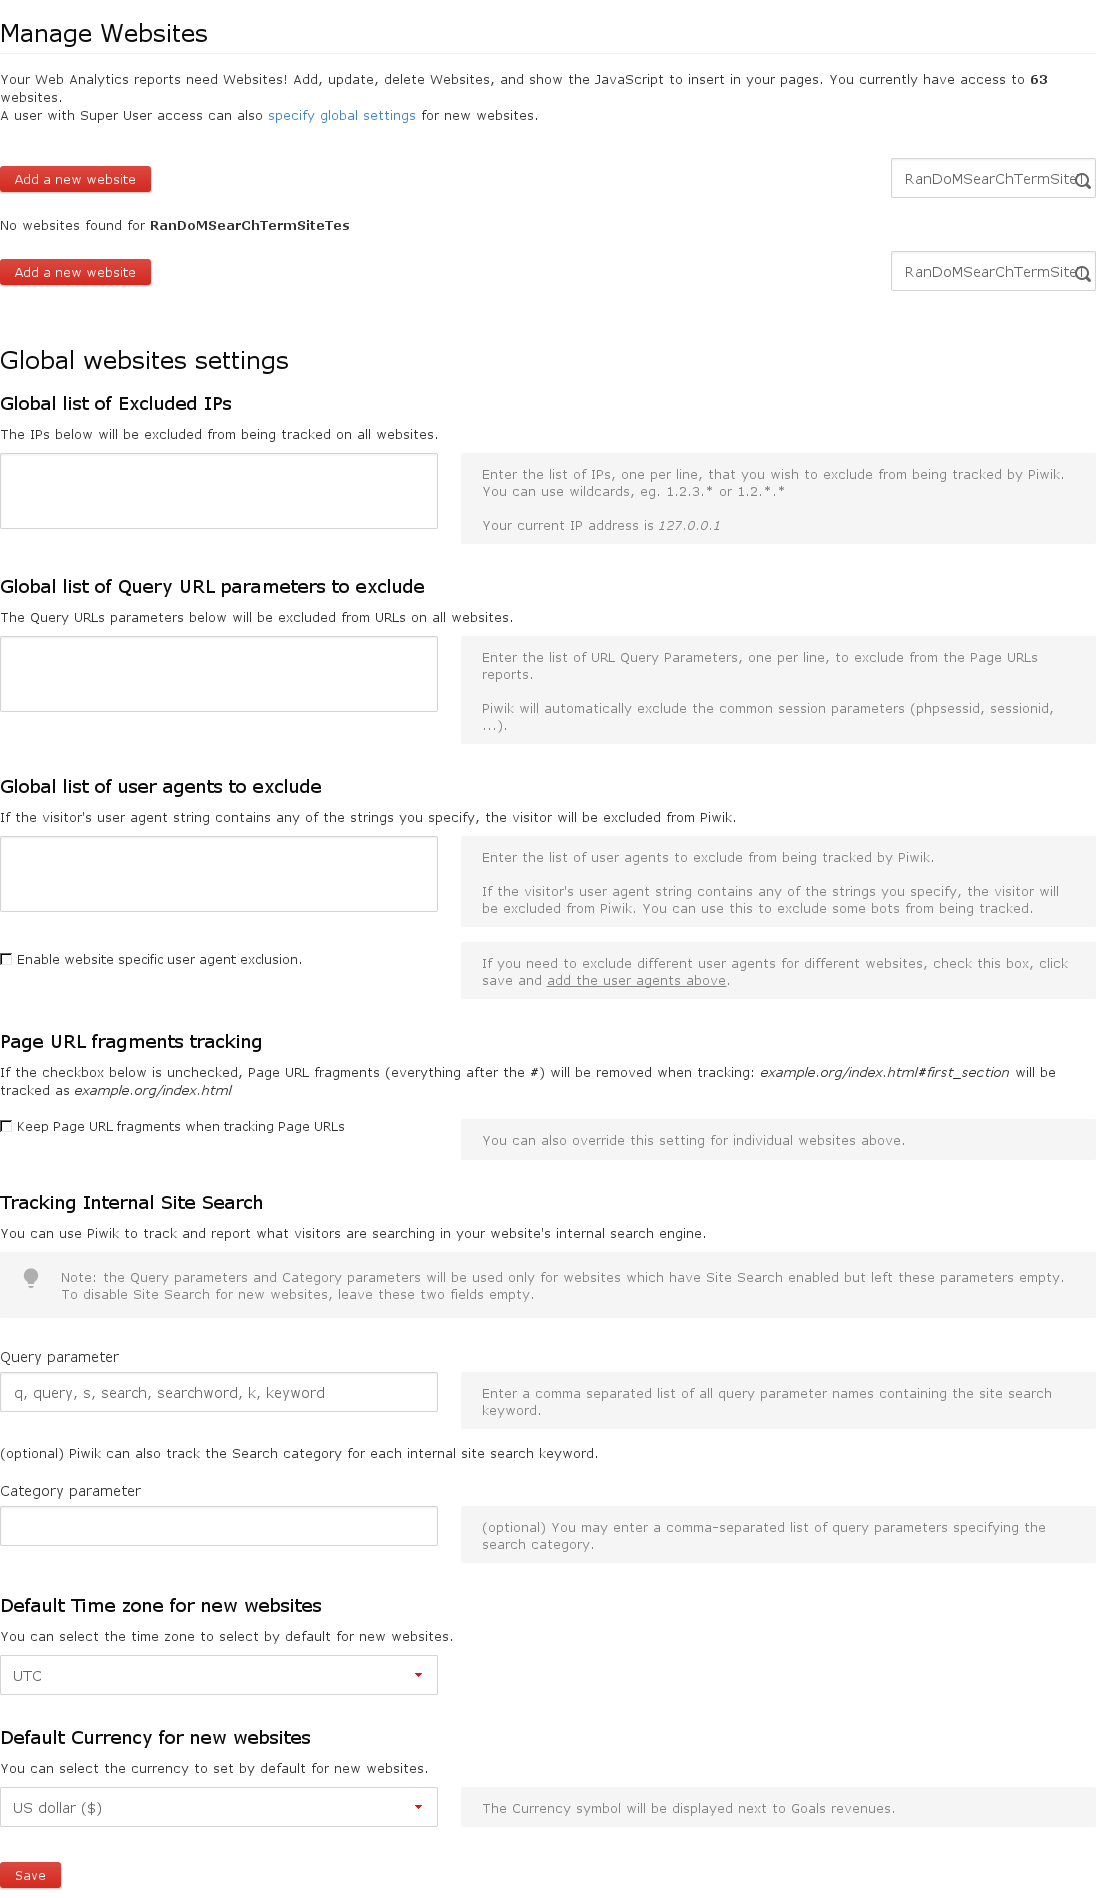 Manage Websites
Your Web Analytics reports need Websites! Add, update, delete Websites, and show the JavaScript to insert in your pages. You currently have access to 63
websites.
A user with Super User access can also specify global settings for new websites.
Add a new website
RanDoMSearChTermSiteT
No websites found for RanDoMSearChTermSiteTes
Add a new website
RanDoMSearChTermSiteT
Global websites settings
Global list of Excluded IPs
The IPs below will be excluded from being tracked on all websites.
Enter the list of IPs, one per line, that you wish to exclude from being tracked by Piwik.
You can use wildcards, eg. 1.2.3.* or 1.2.*.*
Your current IP address is 127.0.0.1
Global list of Query URL parameters to exclude
The Query URLs parameters below will be excluded from URLs on all websites.
Enter the list of URL Query Parameters, one per line, to exclude from the Page URLs
reports.
Piwik will automatically exclude the common session parameters (phpsessid, sessionid,
...).
Global list of user agents to exclude
If the visitor's user agent string contains any of the strings you specify, the visitor will be excluded from Piwik.
Enter the list of user agents to exclude from being tracked by Piwik.
If the visitor's user agent string contains any of the strings you specify, the visitor will
be excluded from Piwik. You can use this to exclude some bots from being tracked.
Enable website specific user agent exclusion.
If you need to exclude different user agents for different websites, check this box, click
save and add the user agents above.
Page URL fragments tracking
If the checkbox below is unchecked, Page URL fragments (everything after the #) will be removed when tracking: example.org/index.html#first_section will be
tracked as example.org/index.html
Keep Page URL fragments when tracking Page URLs
You can also override this setting for individual websites above.
Tracking Internal Site Search
You can use Piwik to track and report what visitors are searching in your website's internal search engine.
Note: the Query parameters and Category parameters will be used only for websites which have Site Search enabled but left these parameters empty.
To disable Site Search for new websites, leave these two fields empty.
Query parameter
q, query, s, search, searchword, k, keyword
Enter a comma separated list of all query parameter names containing the site search
keyword.
(optional) Piwik can also track the Search category for each internal site search keyword.
Category parameter
(optional) You may enter a comma-separated list of query parameters specifying the
search category.
Default Time zone for new websites
You can select the time zone to select by default for new websites.
UTC
Default Currency for new websites
You can select the currency to set by default for new websites.
US dollar ($)
The Currency symbol will be displayed next to Goals revenues.
Save